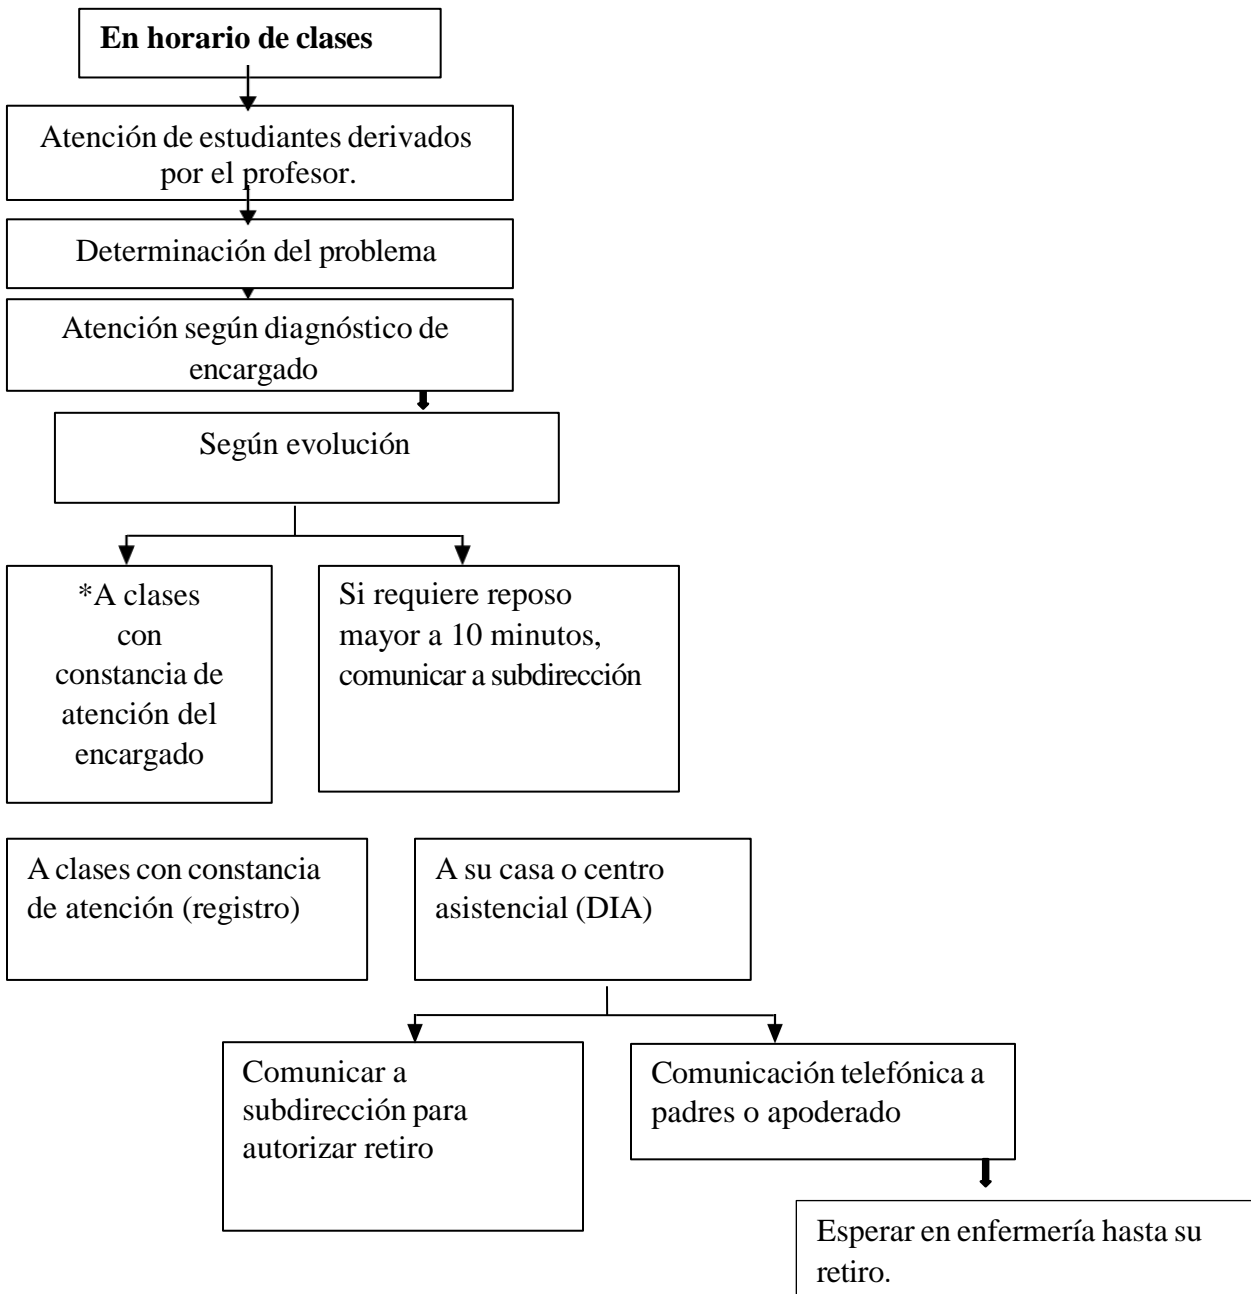 En horario de clases
Atención de estudiantes derivados
por el profesor.
Determinación del problema
Atención según diagnóstico de
encargado
Según evolución
*A clases
con
constancia de
atención del
encargado
Si requiere reposo
mayor a 10 minutos,
comunicar a subdirección
A clases con constancia
de atención (registro)
A su casa o centro
asistencial (DIA)
Comunicar a
subdirección para
autorizar retiro
Comunicación telefónica a
padres o apoderado
Esperar en enfermería hasta su
retiro.